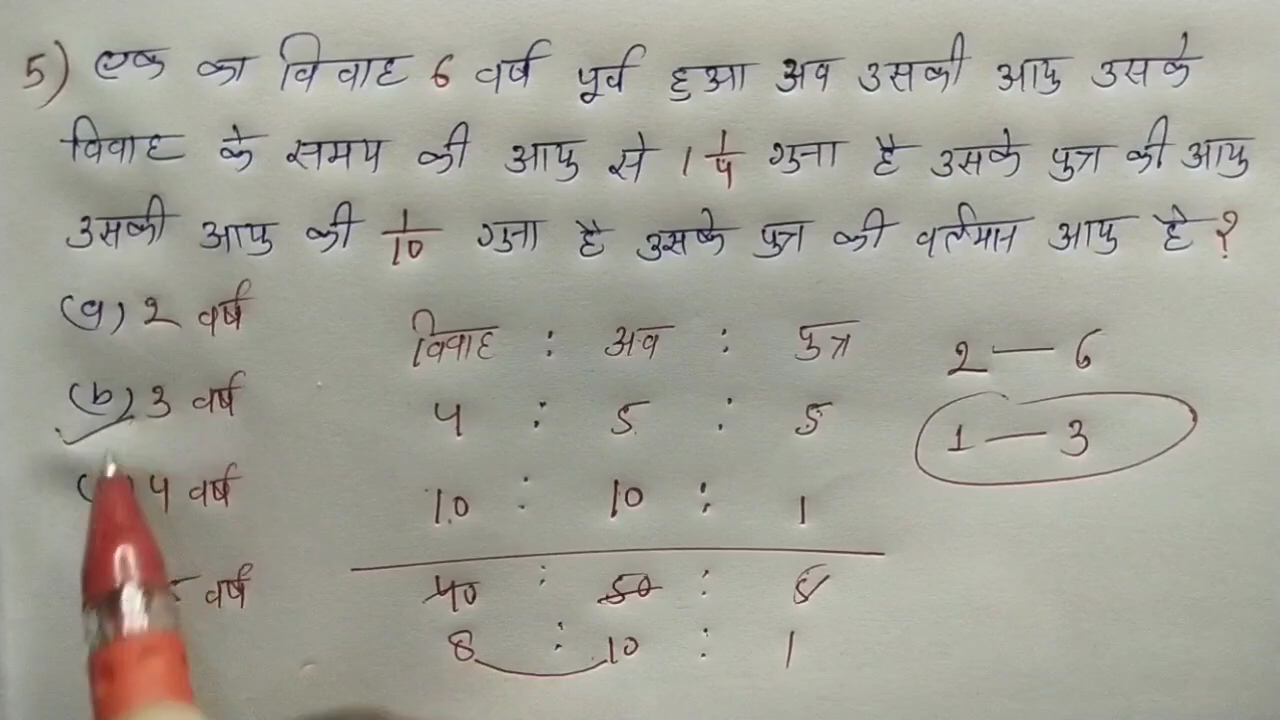 5) एक का विवाह 6 वर्ष पूर्व हुआ अब उसकी आयु उसके
विवाह के समय की आयु से 1 1/4 गुना है उसके पुत्र की आयु
उसकी आयु की 1/10 गुना है उसके पुत्र की वर्तमान आयु है ?
(a) 2 वर्ष
(b) 3 वर्ष
4 वर्ष
वर्ष
विवाह : अब : पुत्र
4 : 5 : 5
10 : 10 : 1
40 : 50 : 5
8 : 10 : 1
2 — 6
1 — 3